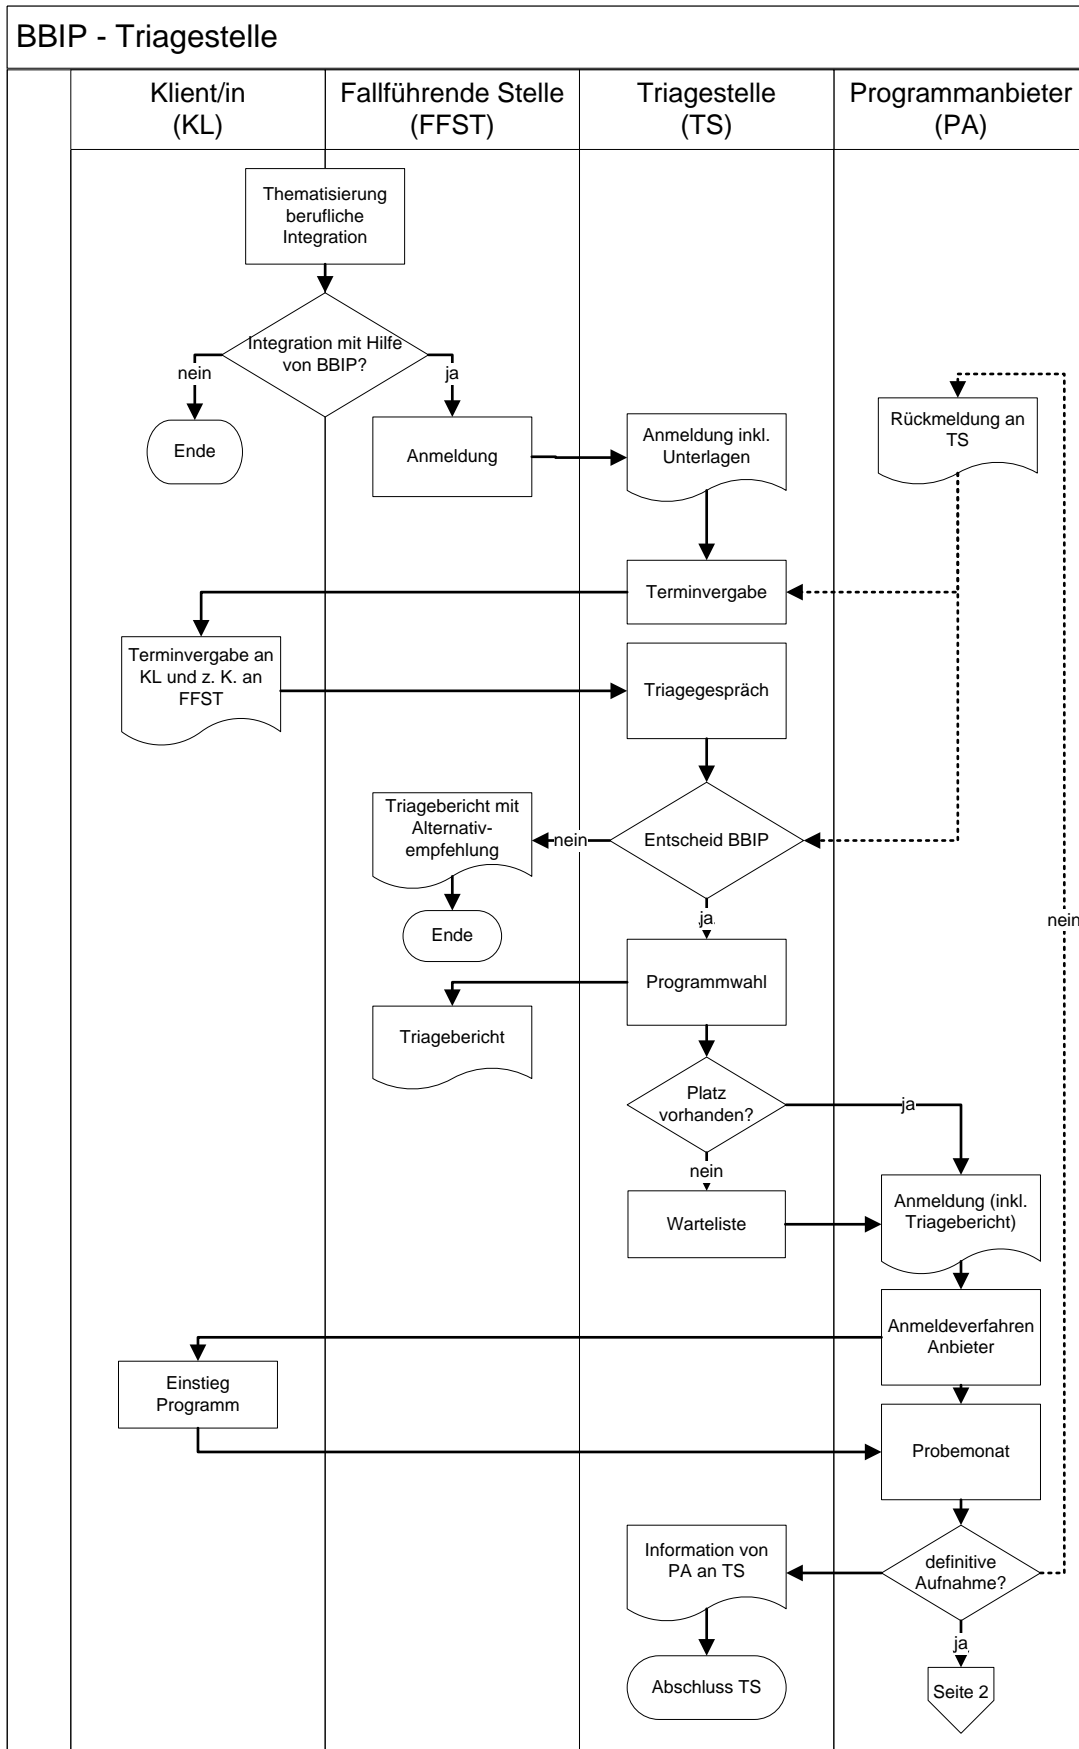 BBIP - Triagestelle
Klient/in
(KL)
Fallführende Stelle
(FFST)
Triagestelle
(TS)
Programmanbieter
(PA)
Thematisierung
berufliche
Integration
Integration mit Hilfe
von BBIP?
nein
ja
Ende
Anmeldung
Anmeldung inkl.
Unterlagen
Rückmeldung an
TS
Terminvergabe
Terminvergabe an
KL und z. K. an
FFST
Triagegespräch
Triagebericht mit
Alternativ-
empfehlung
nein
Entscheid BBIP
Ende
ja
nein
Programmwahl
Triagebericht
Platz
vorhanden?
ja
nein
Warteliste
Anmeldung (inkl.
Triagebericht)
Anmeldeverfahren
Anbieter
Einstieg
Programm
Probemonat
Information von
PA an TS
definitive
Aufnahme?
ja
Abschluss TS
Seite 2